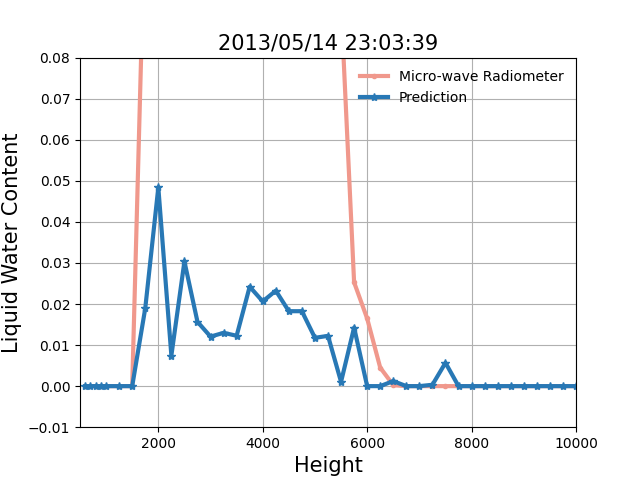 2013/05/14 23:03:39
Micro-wave Radiometer
Prediction
0.08
0.07
0.06
0.05
0.04
0.03
0.02
0.01
0.00
−0.01
Liquid Water Content
2000 4000 6000 8000 10000
Height